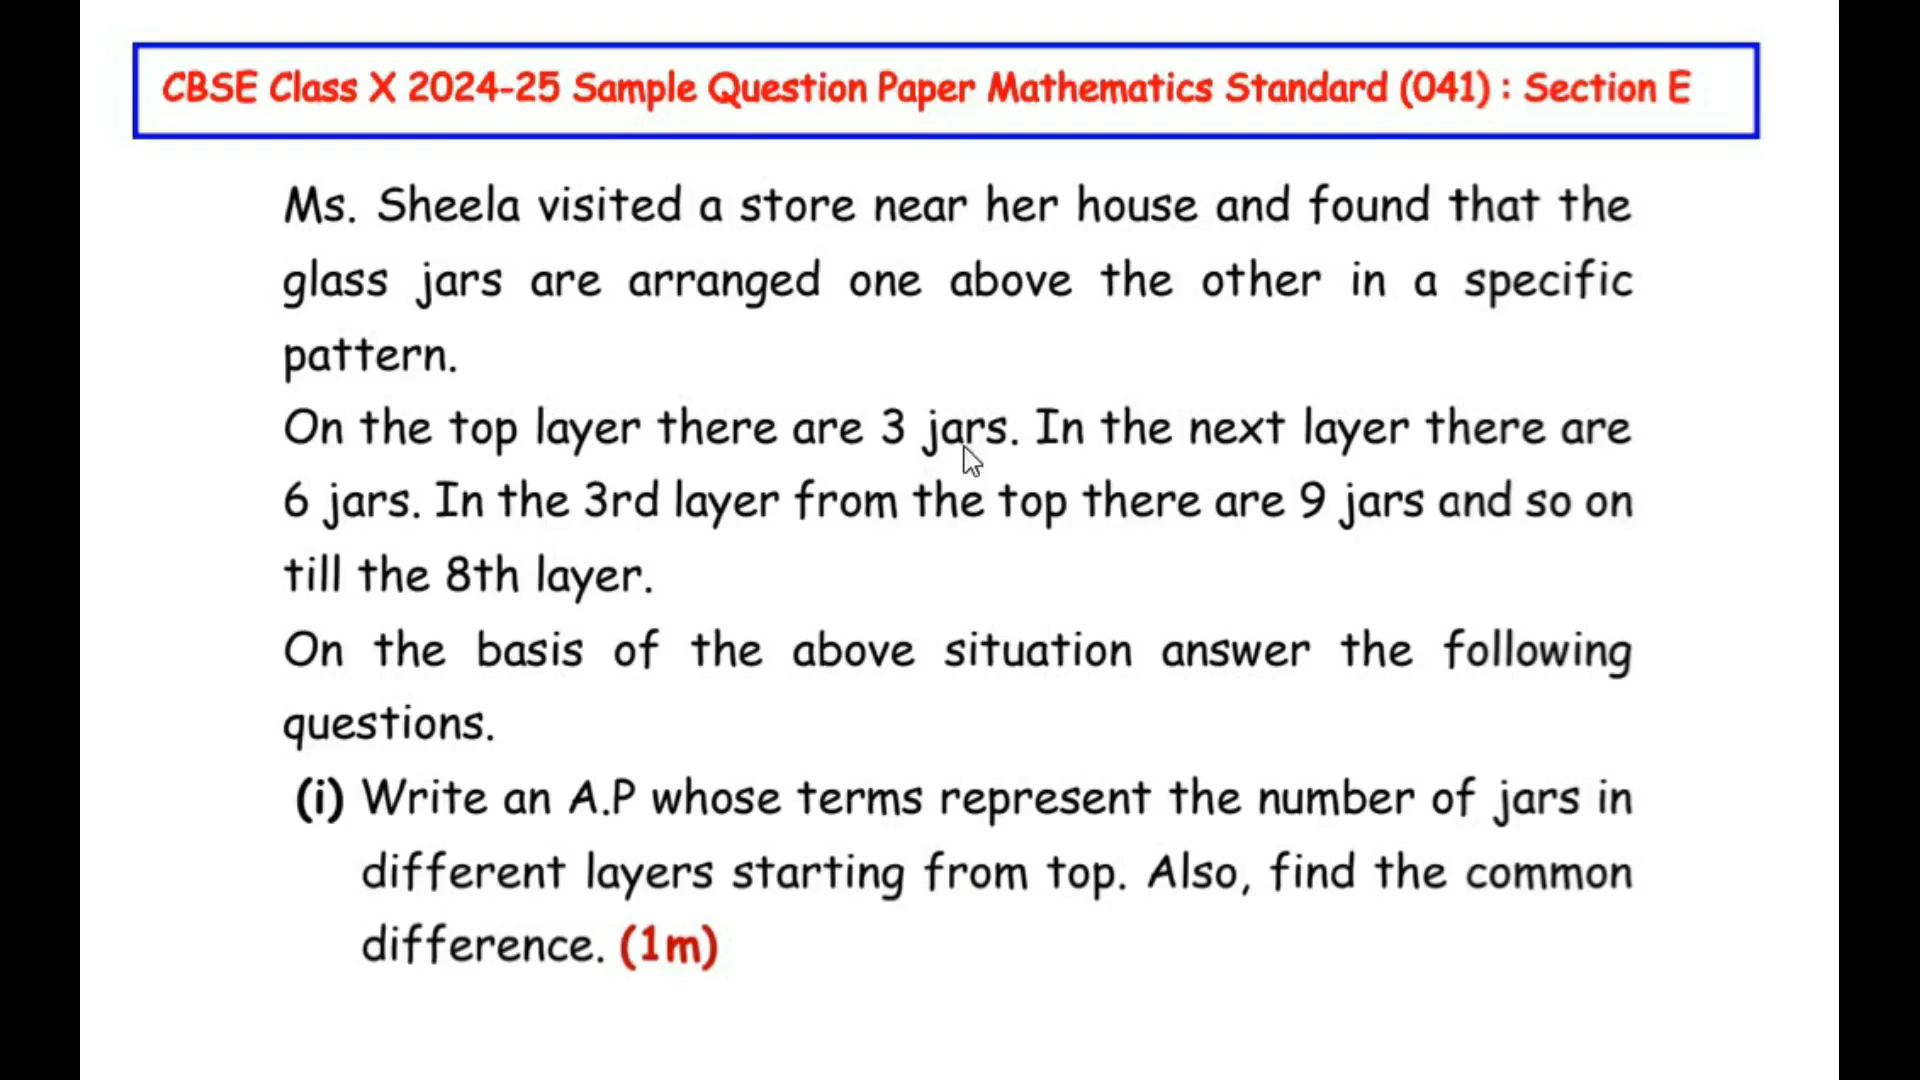 CBSE Class X 2024-25 Sample Question Paper Mathematics Standard (041) : Section E
Ms. Sheela visited a store near her house and found that the
glass jars are arranged one above the other in a specific
pattern.
On the top layer there are 3 jars. In the next layer there are
6 jars. In the 3rd layer from the top there are 9 jars and so on
till the 8th layer.
On the basis of the above situation answer the following
questions.
(i) Write an A.P whose terms represent the number of jars in
different layers starting from top. Also, find the common
difference. (1m)